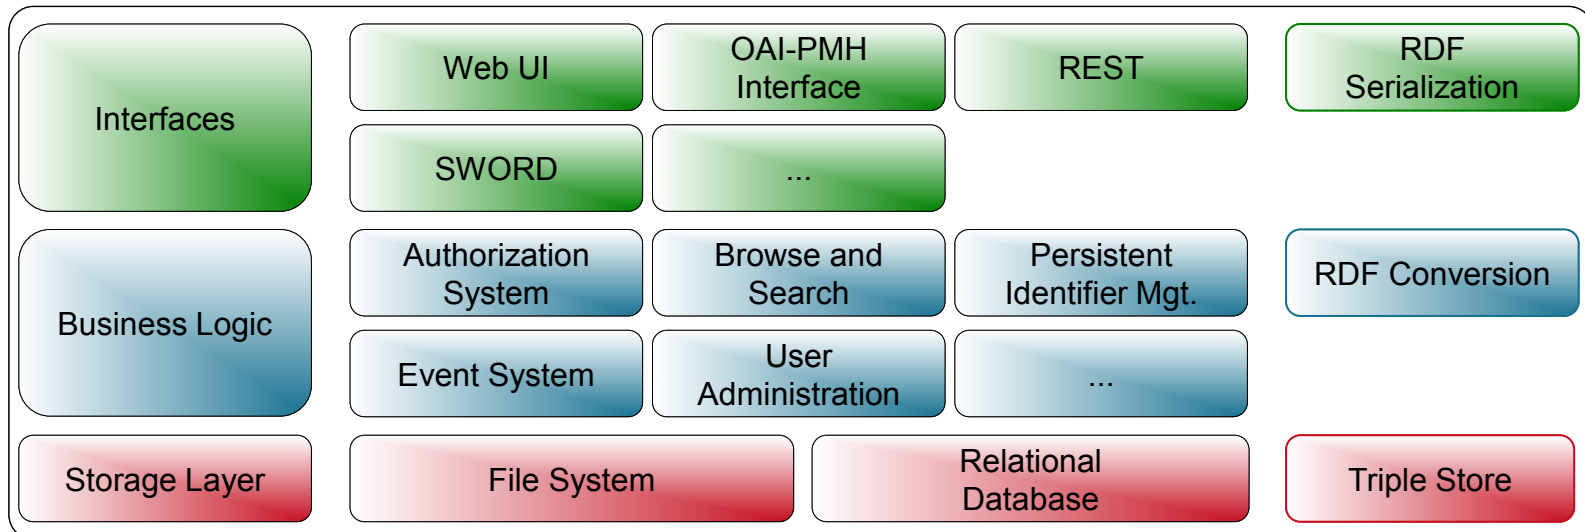 Interfaces
Web UI
OAI-PMH
Interface
REST
RDF
Serialization
SWORD
...
Business Logic
Authorization
System
Browse and
Search
Persistent
Identifier Mgt.
RDF Conversion
Event System
User
Administration
...
Storage Layer
File System
Relational
Database
Triple Store